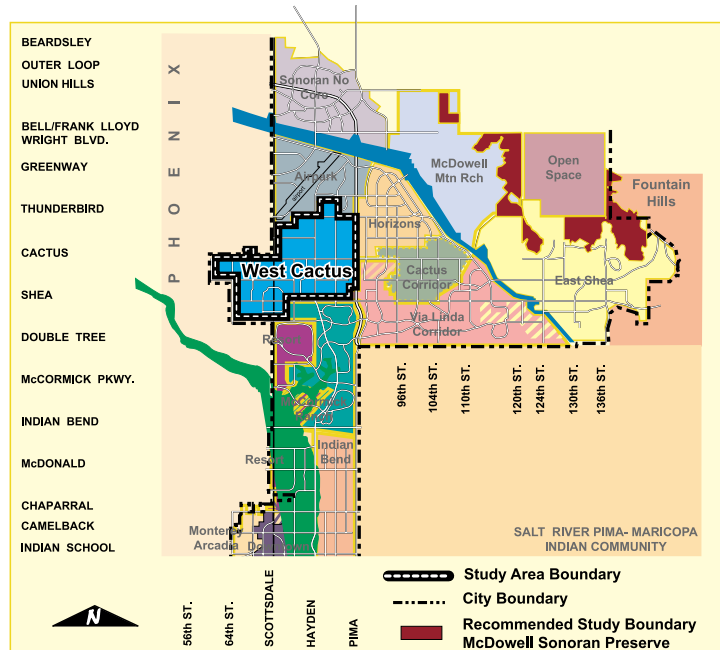 BEARDSLEY
OUTER LOOP
UNION HILLS
BELL/FRANK LLOYD
WRIGHT BLVD.
GREENWAY
THUNDERBIRD
CACTUS
SHEA
DOUBLE TREE
McCORMICK PKWY.
INDIAN BEND
McDONALD
CHAPARRAL
CAMELBACK
INDIAN SCHOOL
PHOENIX
Sonoran No
Coro
Airpark
airport
McDowell
Mtn Rch
Open
Space
Fountain
Hills
Horizons
West Cactus
Cactus
Corridor
East Shea
Via Linda
Corridor
Resort
McCormick
Ranch
Indian
Bend
Resort
Monterey
Arcadia
96th ST.
104th ST.
110th ST.
120th ST.
124th ST.
130th ST.
136th ST.
SALT RIVER PIMA- MARICOPA
INDIAN COMMUNITY
56th ST.
64th ST.
SCOTTSDALE
HAYDEN
PIMA
N
Study Area Boundary
City Boundary
Recommended Study Boundary
McDowell Sonoran Preserve